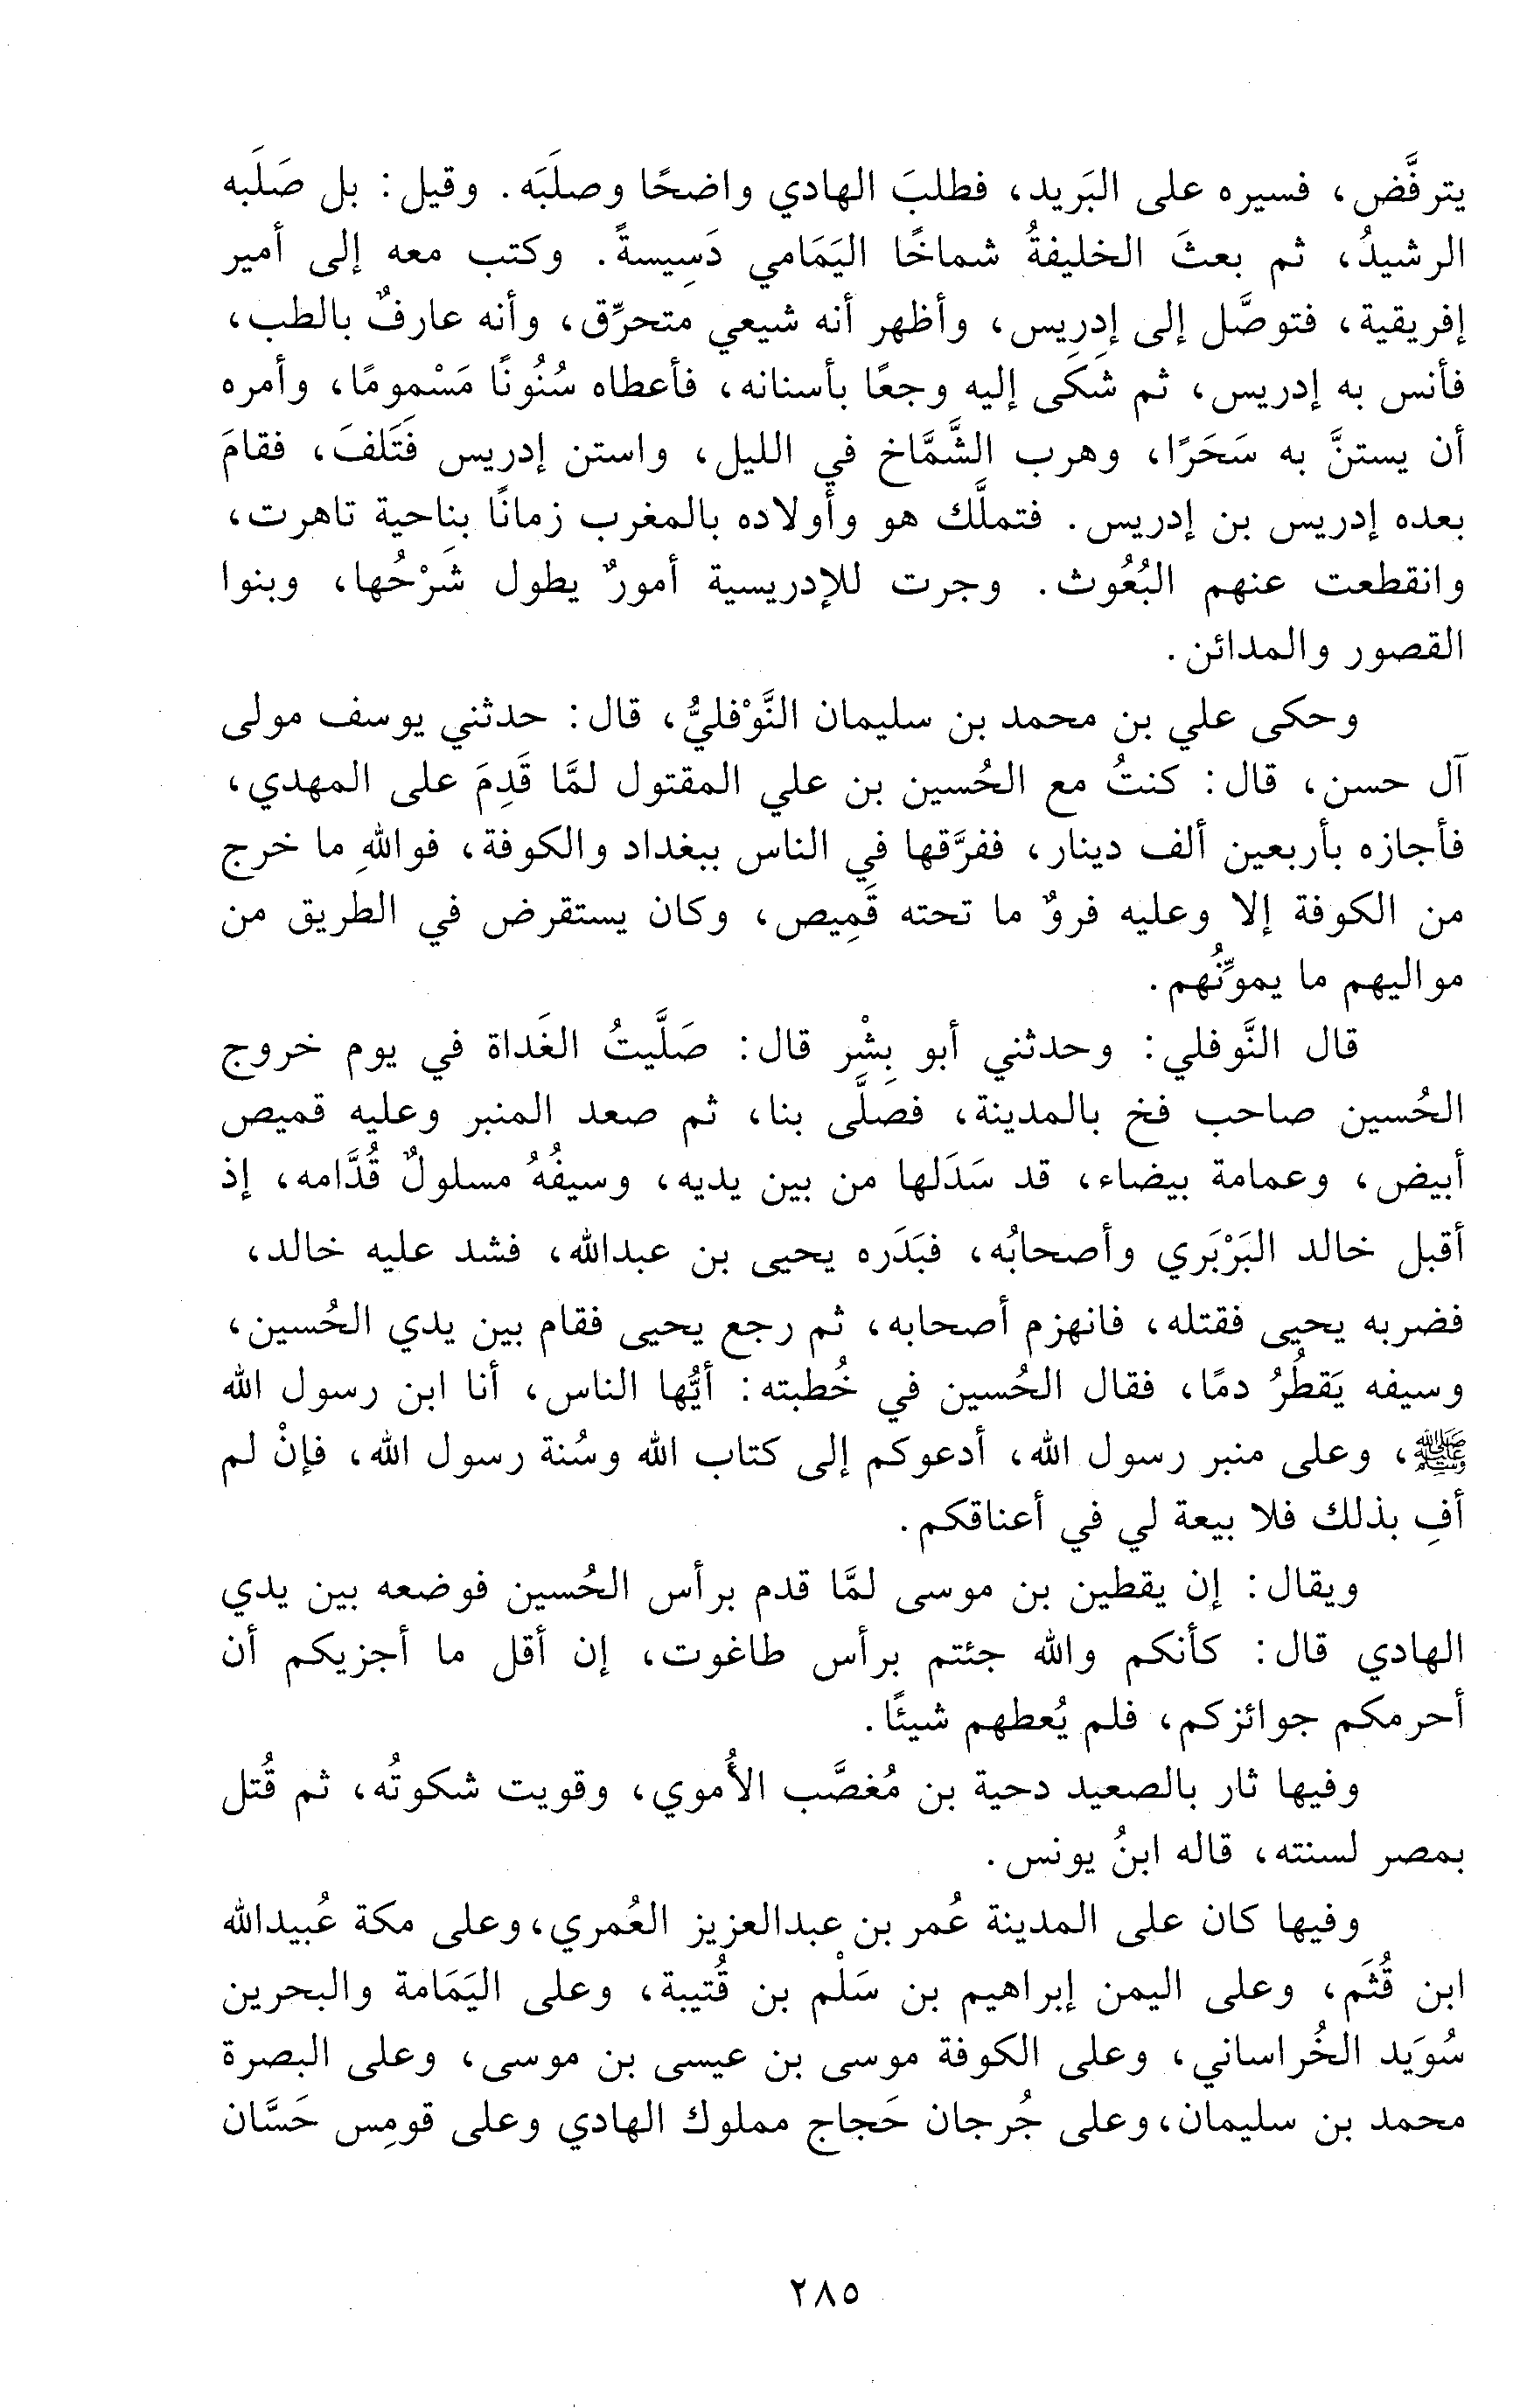 يترفَّض، فسيره على البَريد، فطلبَ الهادي واضحًا وصلَبَه. وقيل: بل صَلَبه
الرشيدُ، ثم بعثَ الخليفةُ شماخًا اليَمَامي دَسِيسةً. وكتب معه إلى أمير
إفريقية، فتوصَّل إلى إدريس، وأظهر أنه شيعي متحرِّق، وأنه عارفٌ بالطب،
فأنس به إدريس، ثم شَكَى إليه وجعًا بأسنانه، فأعطاه سُنُونًا مَسْمومًا، وأمره
أن يستنَّ به سَحَرًا، وهرب الشَّمَّاخ في الليل، واستن إدريس فَتَلفَ، فقامَ
بعده إدريس بن إدريس. فتملَّك هو وأولاده بالمغرب زمانًا بناحية تاهرت،
وانقطعت عنهم البُعُوث. وجرت للإدريسية أمورٌ يطول شَرْحُها، وبنوا
القصور والمدائن.
وحكى علي بن محمد بن سليمان النَّوْفليُّ، قال: حدثني يوسف مولى
آل حسن، قال: كنتُ مع الحُسين بن علي المقتول لمَّا قَدِمَ على المهدي،
فأجازه بأربعين ألف دينار، ففرَّقها في الناس ببغداد والكوفة، فواللهِ ما خرج
من الكوفة إلا وعليه فروٌ ما تحته قَمِيص، وكان يستقرض في الطريق من
مواليهم ما يموِّنُهم.
قال النَّوفلي: وحدثني أبو بِشْر قال: صَلَّيتُ الغَداة في يوم خروج
الحُسين صاحب فخ بالمدينة، فصلَّى بنا، ثم صعد المنبر وعليه قميص
أبيض، وعمامة بيضاء، قد سَدَلها من بين يديه، وسيفُهُ مسلولٌ قُدَّامه، إذ
أقبل خالد البَرْبَري وأصحابُه، فبَدَره يحيى بن عبدالله، فشد عليه خالد،
فضربه يحيى فقتله، فانهزم أصحابه، ثم رجع يحيى فقام بين يدي الحُسين،
وسيفه يَقطُرُ دمًا، فقال الحُسين في خُطبته: أيُّها الناس، أنا ابن رسول الله
ﷺ، وعلى منبر رسول الله، أدعوكم إلى كتاب الله وسُنة رسول الله، فإنْ لم
أفِ بذلك فلا بيعة لي في أعناقكم.
ويقال: إن يقطين بن موسى لمَّا قدم برأس الحُسين فوضعه بين يدي
الهادي قال: كأنكم والله جئتم برأس طاغوت، إن أقل ما أجزيكم أن
أحرمكم جوائزكم، فلم يُعطهم شيئًا.
وفيها ثار بالصعيد دحية بن مُغصَّب الأُموي، وقويت شكوتُه، ثم قُتل
بمصر لسنته، قاله ابنُ يونس.
وفيها كان على المدينة عُمر بن عبدالعزيز العُمري، وعلى مكة عُبيدالله
ابن قُثَم، وعلى اليمن إبراهيم بن سَلْم بن قُتيبة، وعلى اليَمَامة والبحرين
سُوَيد الخُراساني، وعلى الكوفة موسى بن عيسى بن موسى، وعلى البصرة
محمد بن سليمان، وعلى جُرجان حَجاج مملوك الهادي وعلى قومِس حَسَّان
٢٨٥